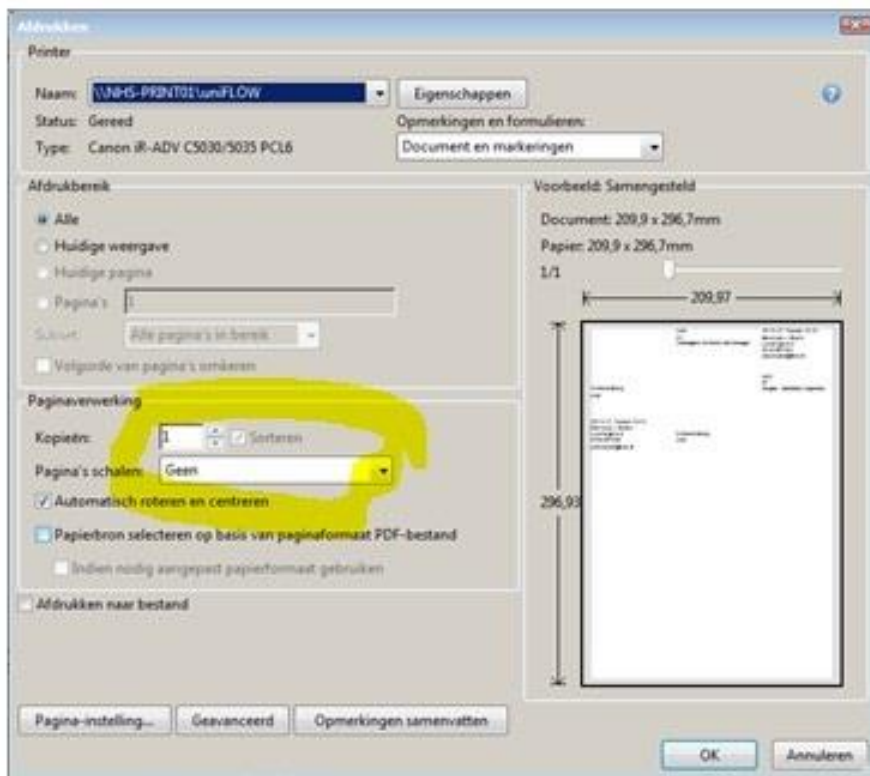 Afdrukken
Printer
Naam: \\NHS-PRINT01\uniFLOW Eigenschappen
Status: Gereed Opmerkingen en formulieren:
Type: Canon iR-ADV C5030/5035 PCL6 Document en markeringen
Afdrukbereik
Alle
Huidige weergave
Huidige pagina
Pagina's 1
Subset: Alle pagina's in bereik
Volgorde van pagina's omkeren
Paginaverwerking
Kopieën: 1 Sorteren
Pagina's schalen: Geen
Automatisch roteren en centreren
Papierbron selecteren op basis van paginaformaat PDF-bestand
Indien nodig aangepast papierformaat gebruiken
Afdrukken naar bestand
Voorbeeld: Samengesteld
Document: 209,9 x 296,7mm
Papier: 209,9 x 296,7mm
1/1
209,97
296,93
Pagina-instelling... Geavanceerd Opmerkingen samenvatten
OK Annuleren